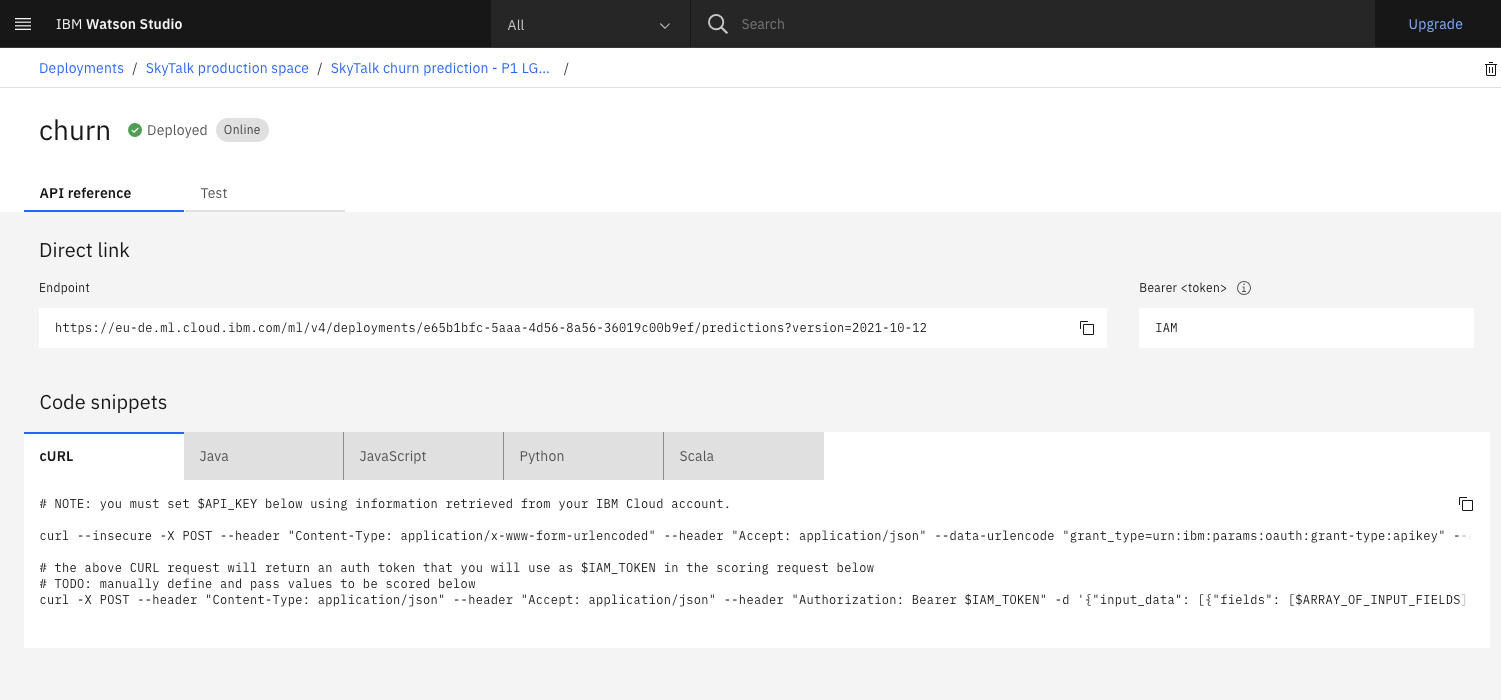 IBM Watson Studio
All
Search
Upgrade
Deployments / SkyTalk production space / SkyTalk churn prediction - P1 LG... /
churn
Deployed
Online
API reference
Test
Direct link
Endpoint
Bearer <token>
https://eu-de.ml.cloud.ibm.com/ml/v4/deployments/e65b1bfc-5aaa-4d56-8a56-36019c00b9ef/predictions?version=2021-10-12
IAM
Code snippets
cURL
Java
JavaScript
Python
Scala
# NOTE: you must set $API_KEY below using information retrieved from your IBM Cloud account.
curl --insecure -X POST --header "Content-Type: application/x-www-form-urlencoded" --header "Accept: application/json" --data-urlencode "grant_type=urn:ibm:params:oauth:grant-type:apikey" --
# the above CURL request will return an auth token that you will use as $IAM_TOKEN in the scoring request below
# TODO: manually define and pass values to be scored below
curl -X POST --header "Content-Type: application/json" --header "Accept: application/json" --header "Authorization: Bearer $IAM_TOKEN" -d '{"input_data": [{"fields": [$ARRAY_OF_INPUT_FIELDS]